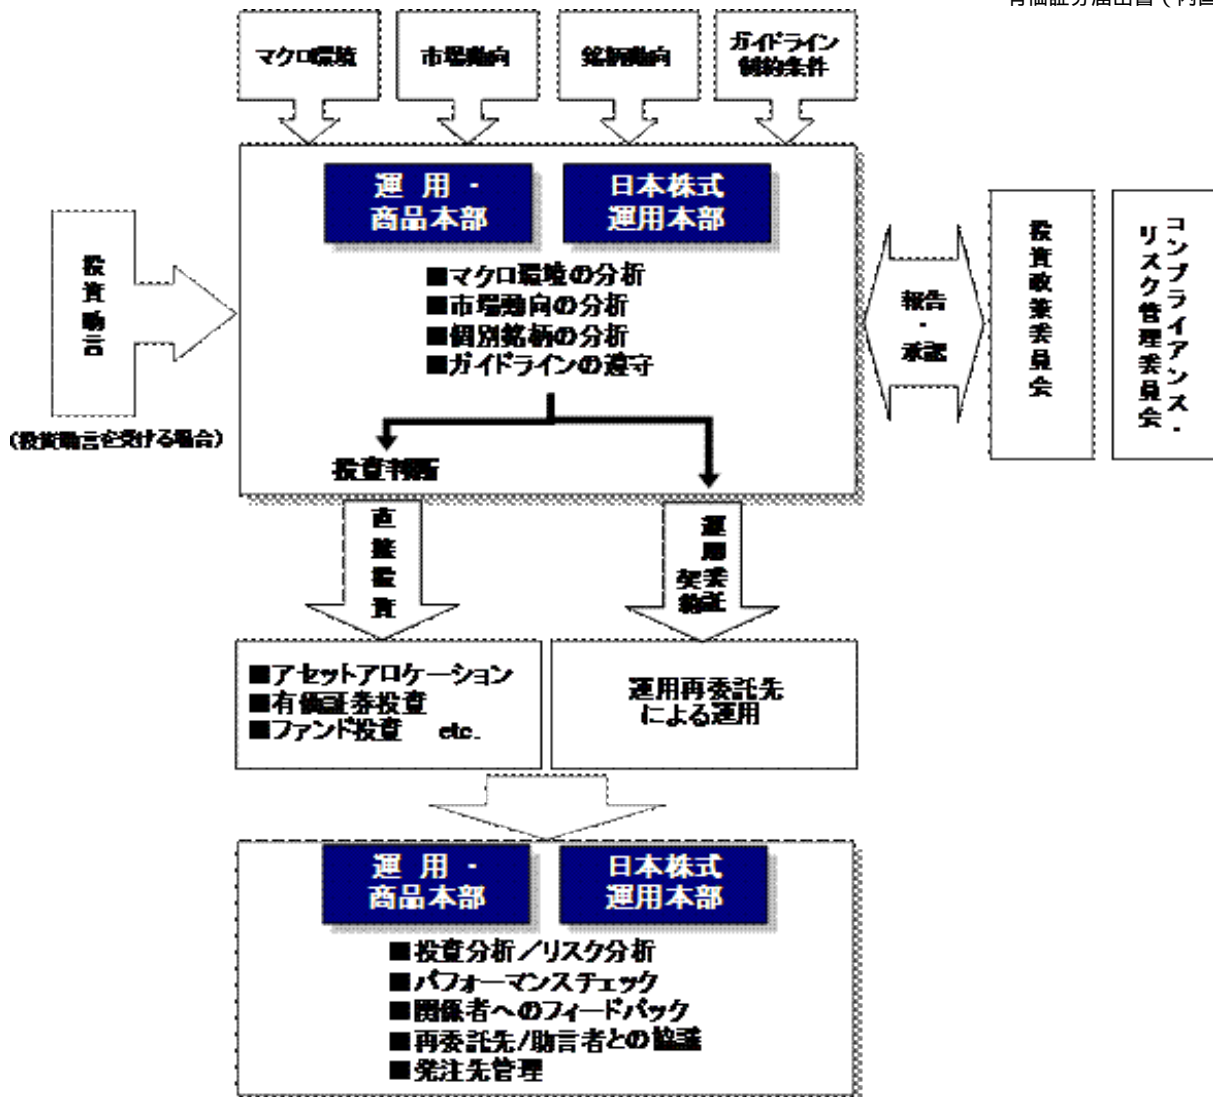 有価証券届出書（内国
マクロ環境
市場動向
銘柄動向
ガイドライン
制約条件
運 用 ・
商品本部
日本株式
運用本部
■マクロ環境の分析
■市場動向の分析
■個別銘柄の分析
■ガイドラインの遵守
投資助言
（投資助言を受ける場合）
報告
・
承認
投資政策委員会
コンプライアンス・
リスク管理委員会
投資判断
直接投資
運用委託
契約
■アセットアロケーション
■有価証券投資
■ファンド投資 etc.
運用再委託先
による運用
運 用 ・
商品本部
日本株式
運用本部
■投資分析／リスク分析
■パフォーマンスチェック
■関係者へのフィードバック
■再委託先/助言者との協議
■発注先管理